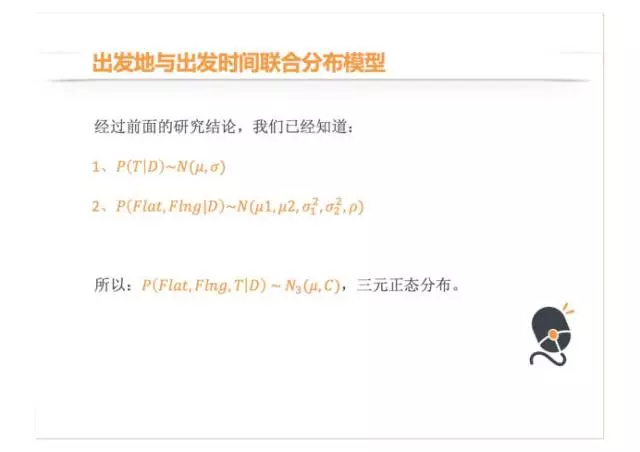 出发地与出发时间联合分布模型
经过前面的研究结论，我们已经知道：
1、P(T|D)~N(μ,σ)
2、P(Flat,Flng|D)~N(μ1,μ2,σ₁²,σ₂²,ρ)
所以：P(Flat,Flng,T|D) ~ N₃(μ,C)，三元正态分布。